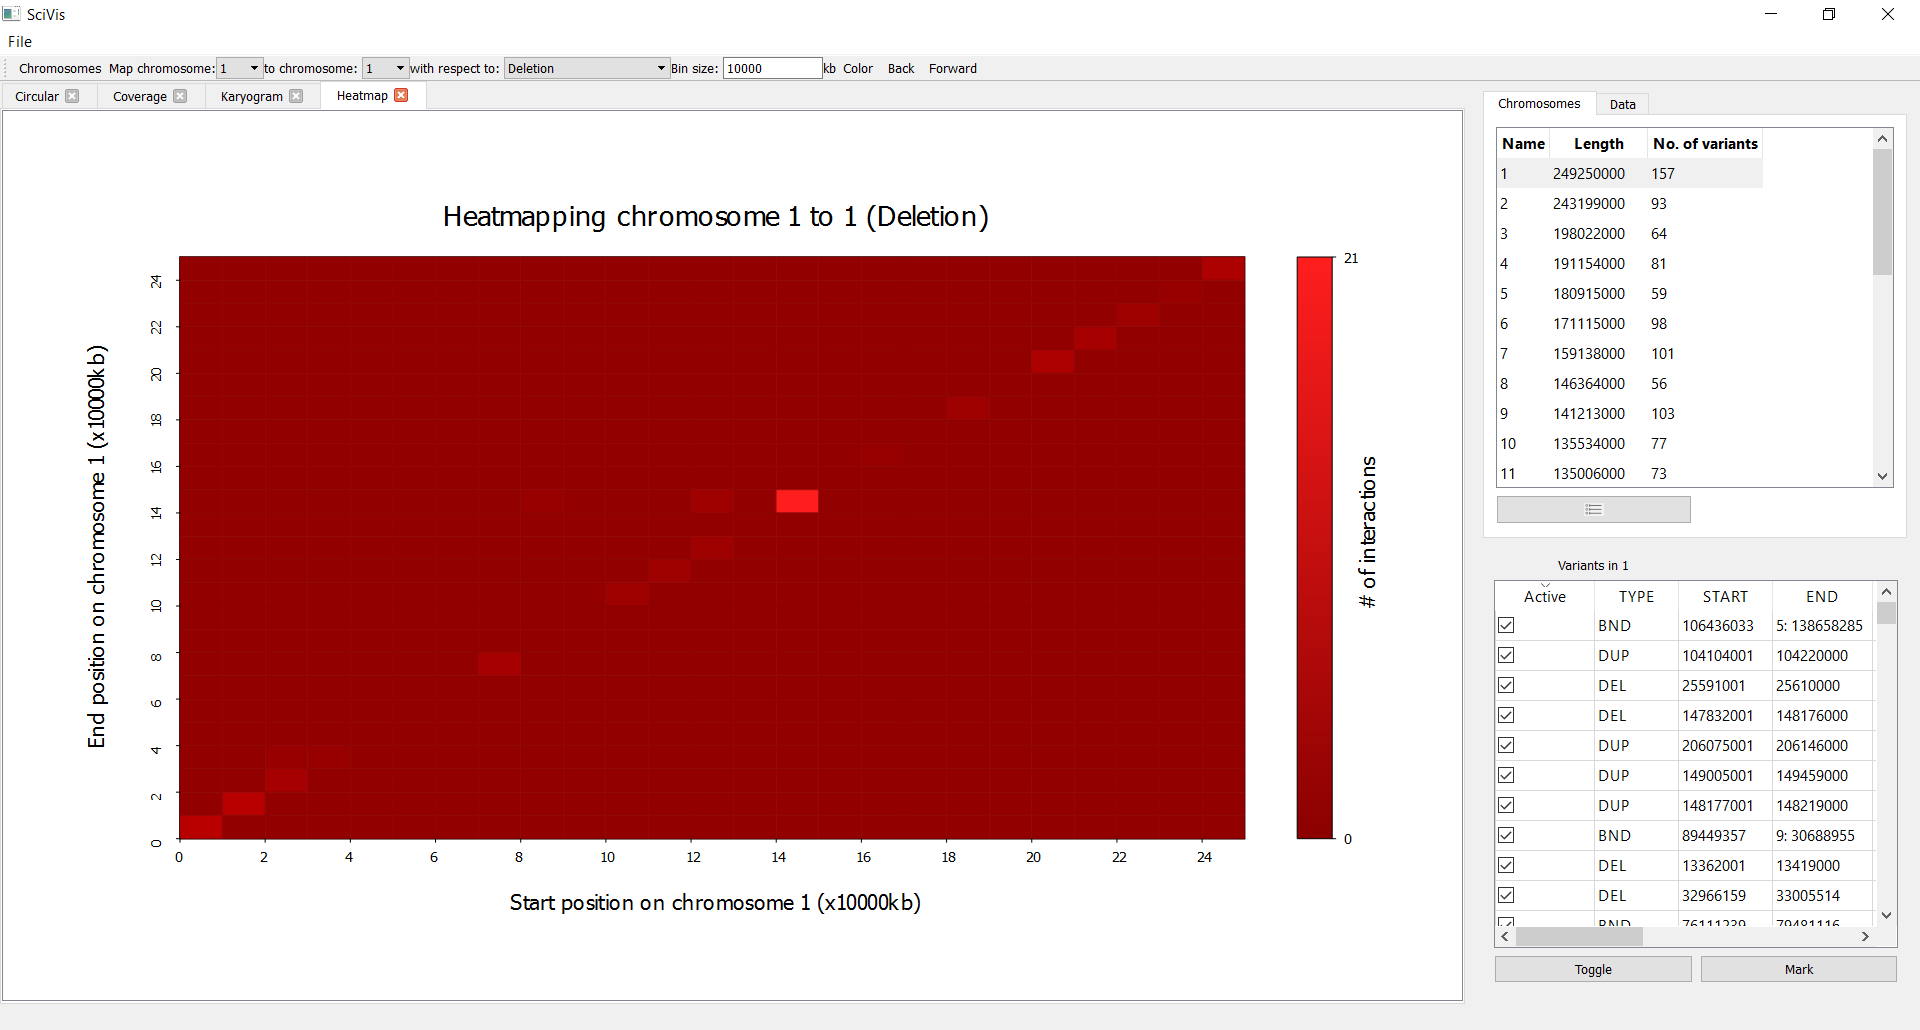 SciVis
File
Chromosomes Map chromosome: 1 to chromosome: 1 with respect to: Deletion Bin size: 10000 kb Color Back Forward
Circular Coverage Karyogram Heatmap
Heatmapping chromosome 1 to 1 (Deletion)
End position on chromosome 1 (x10000kb)
24
22
20
18
16
14
12
10
8
6
4
2
0
0 2 4 6 8 10 12 14 16 18 20 22 24
Start position on chromosome 1 (x10000kb)
21
# of interactions
0
Chromosomes Data
Name Length No. of variants
1 249250000 157
2 243199000 93
3 198022000 64
4 191154000 81
5 180915000 59
6 171115000 98
7 159138000 101
8 146364000 56
9 141213000 103
10 135534000 77
11 135006000 73
Variants in 1
Active TYPE START END
BND 106436033 5: 138658285
DUP 104104001 104220000
DEL 25591001 25610000
DEL 147832001 148176000
DUP 206075001 206146000
DUP 149005001 149459000
DUP 148177001 148219000
BND 89449357 9: 30688955
DEL 13362001 13419000
DEL 32966159 33005514
BND 76111239 79481116
Toggle Mark